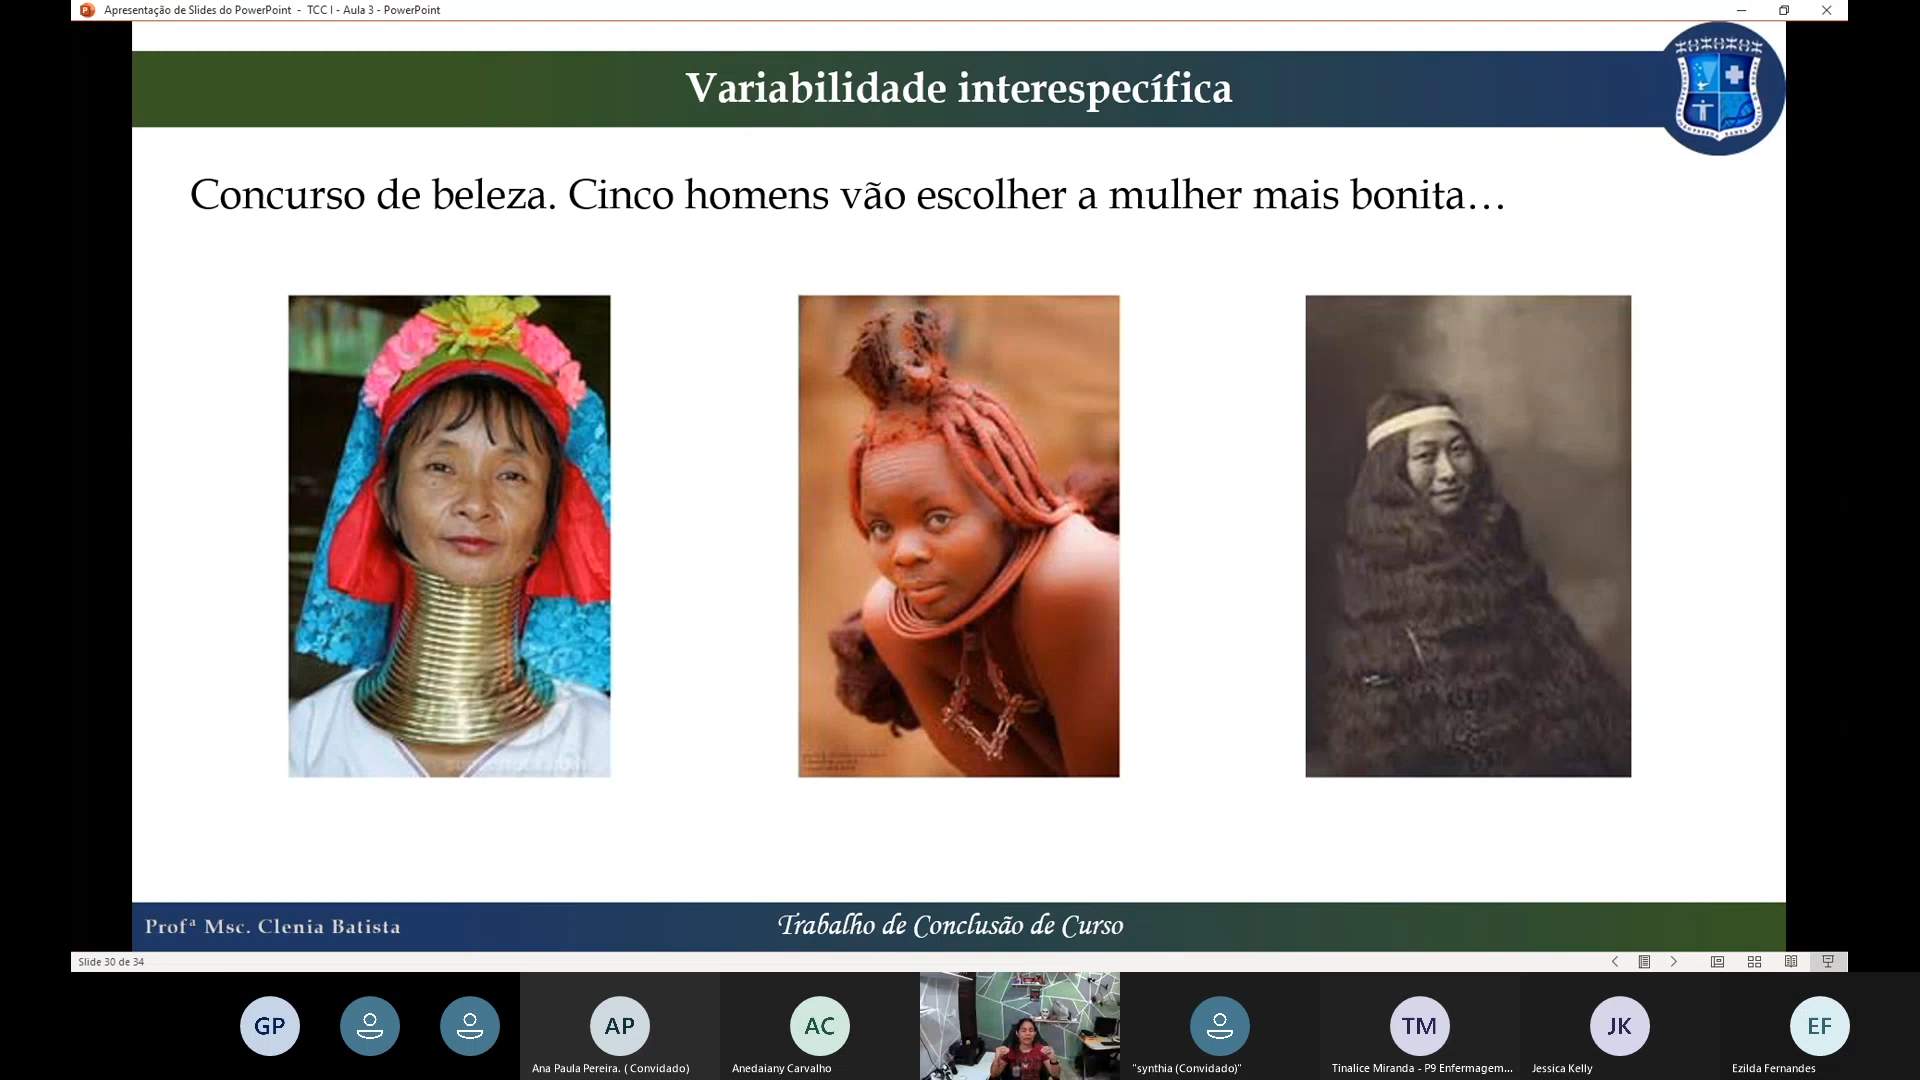 Apresentação de Slides do PowerPoint - TCC I - Aula 3 - PowerPoint
Variabilidade interespecífica
Concurso de beleza. Cinco homens vão escolher a mulher mais bonita…
Profª Msc. Clenia Batista
Trabalho de Conclusão de Curso
Slide 30 de 34
GP
AP
AC
TM
JK
EF
Ana Paula Pereira. ( Convidado)
Anedaiany Carvalho
"synthia (Convidado)"
Tinalice Miranda - P9 Enfermagem...
Jessica Kelly
Ezilda Fernandes